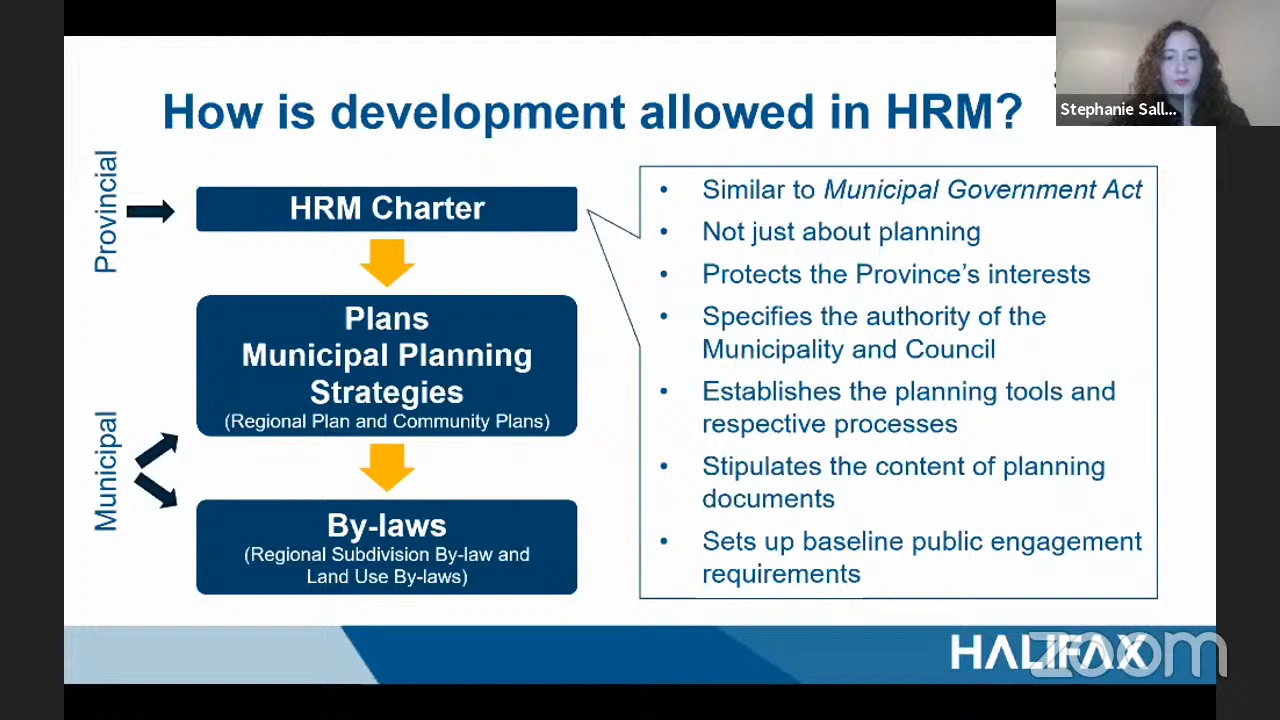 How is development allowed in HRM?
Stephanie Sall...
Provincial
HRM Charter
Plans
Municipal Planning
Strategies
(Regional Plan and Community Plans)
Municipal
By-laws
(Regional Subdivision By-law and
Land Use By-laws)
• Similar to Municipal Government Act
• Not just about planning
• Protects the Province's interests
• Specifies the authority of the
Municipality and Council
• Establishes the planning tools and
respective processes
• Stipulates the content of planning
documents
• Sets up baseline public engagement
requirements
HALIFAX
zoom